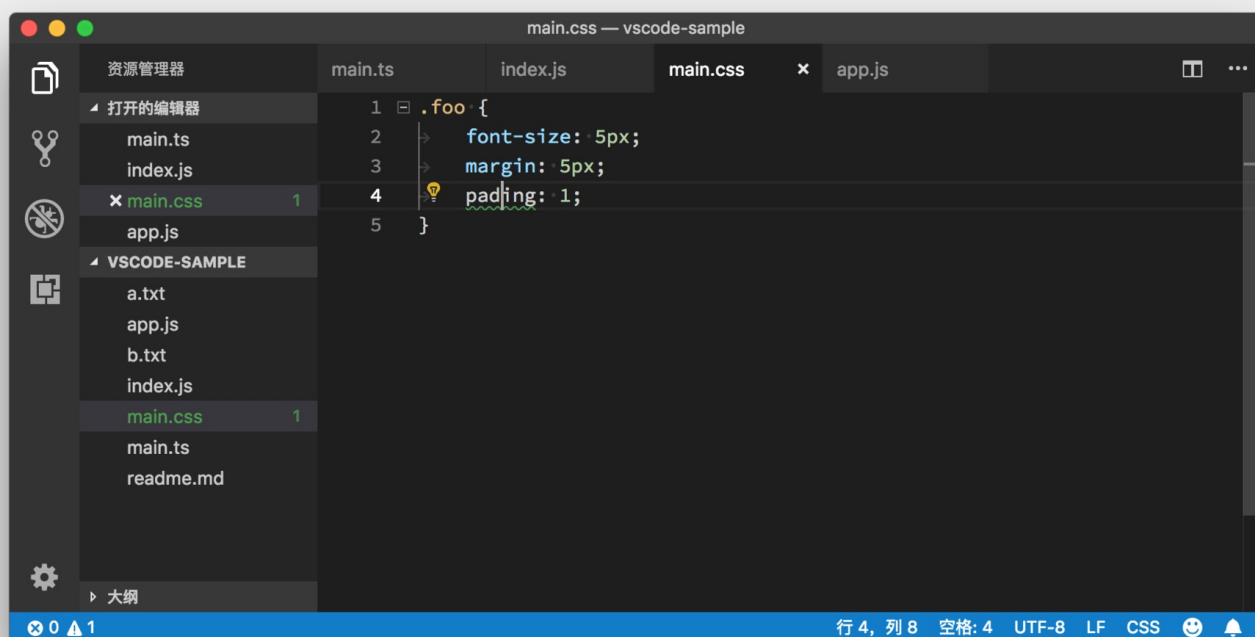 main.css — vscode-sample
资源管理器
main.ts
index.js
main.css
app.js
打开的编辑器
main.ts
index.js
main.css 1
app.js
VSCODE-SAMPLE
a.txt
app.js
b.txt
index.js
main.css 1
main.ts
readme.md
大纲
1 .foo {
2 font-size: 5px;
3 margin: 5px;
4 pading: 1;
5 }
0 1
行 4，列 8 空格: 4 UTF-8 LF CSS